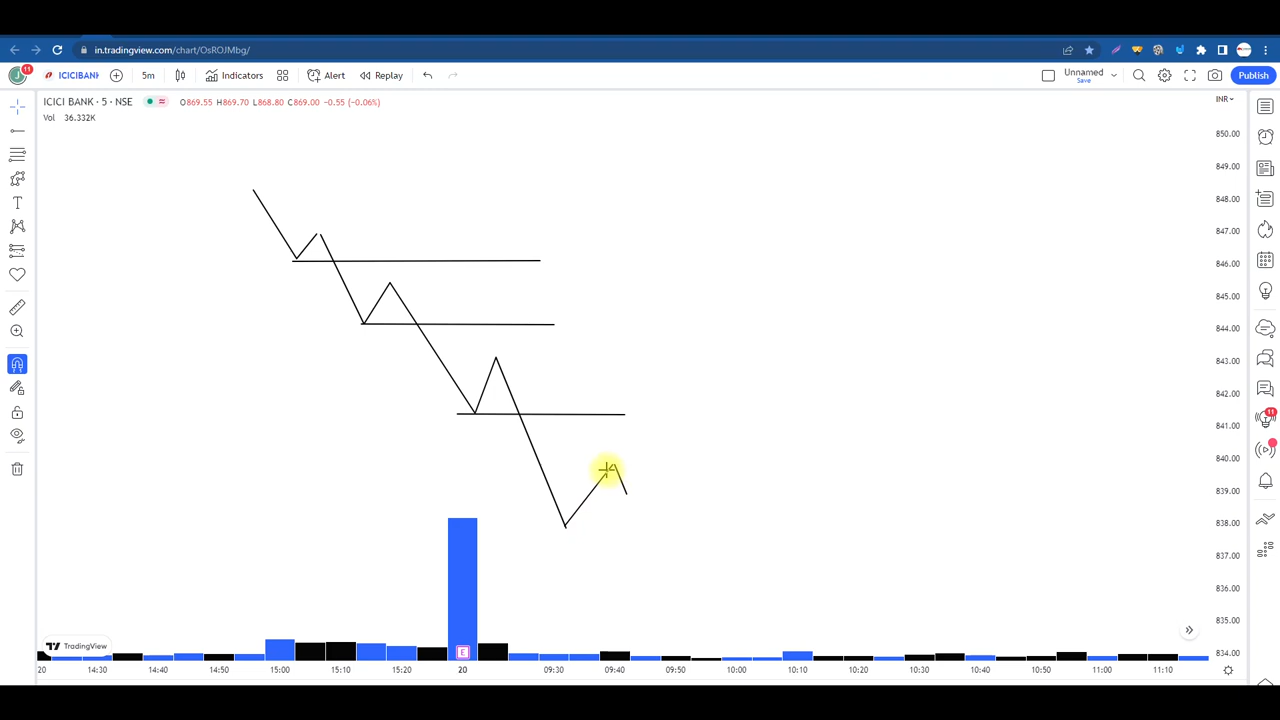 in.tradingview.com/chart/OsROJMbg/
J 11 ICICIBANK 5m Indicators Alert Replay Unnamed Save Publish
ICICI BANK · 5 · NSE O869.55 H869.70 L868.80 C869.00 −0.55 (−0.06%) INR
Vol 36.332K
850.00
849.00
848.00
847.00
846.00
845.00
844.00
843.00
842.00
841.00
840.00
839.00
838.00
837.00
836.00
835.00
834.00
11
E
TradingView
20 14:30 14:40 14:50 15:00 15:10 15:20 20 09:30 09:40 09:50 10:00 10:10 10:20 10:30 10:40 10:50 11:00 11:10